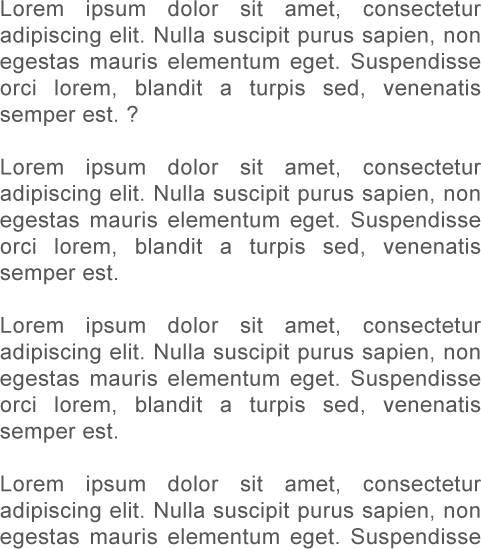 Lorem ipsum dolor sit amet, consectetur
adipiscing elit. Nulla suscipit purus sapien, non
egestas mauris elementum eget. Suspendisse
orci lorem, blandit a turpis sed, venenatis
semper est. ?
Lorem ipsum dolor sit amet, consectetur
adipiscing elit. Nulla suscipit purus sapien, non
egestas mauris elementum eget. Suspendisse
orci lorem, blandit a turpis sed, venenatis
semper est.
Lorem ipsum dolor sit amet, consectetur
adipiscing elit. Nulla suscipit purus sapien, non
egestas mauris elementum eget. Suspendisse
orci lorem, blandit a turpis sed, venenatis
semper est.
Lorem ipsum dolor sit amet, consectetur
adipiscing elit. Nulla suscipit purus sapien, non
egestas mauris elementum eget. Suspendisse